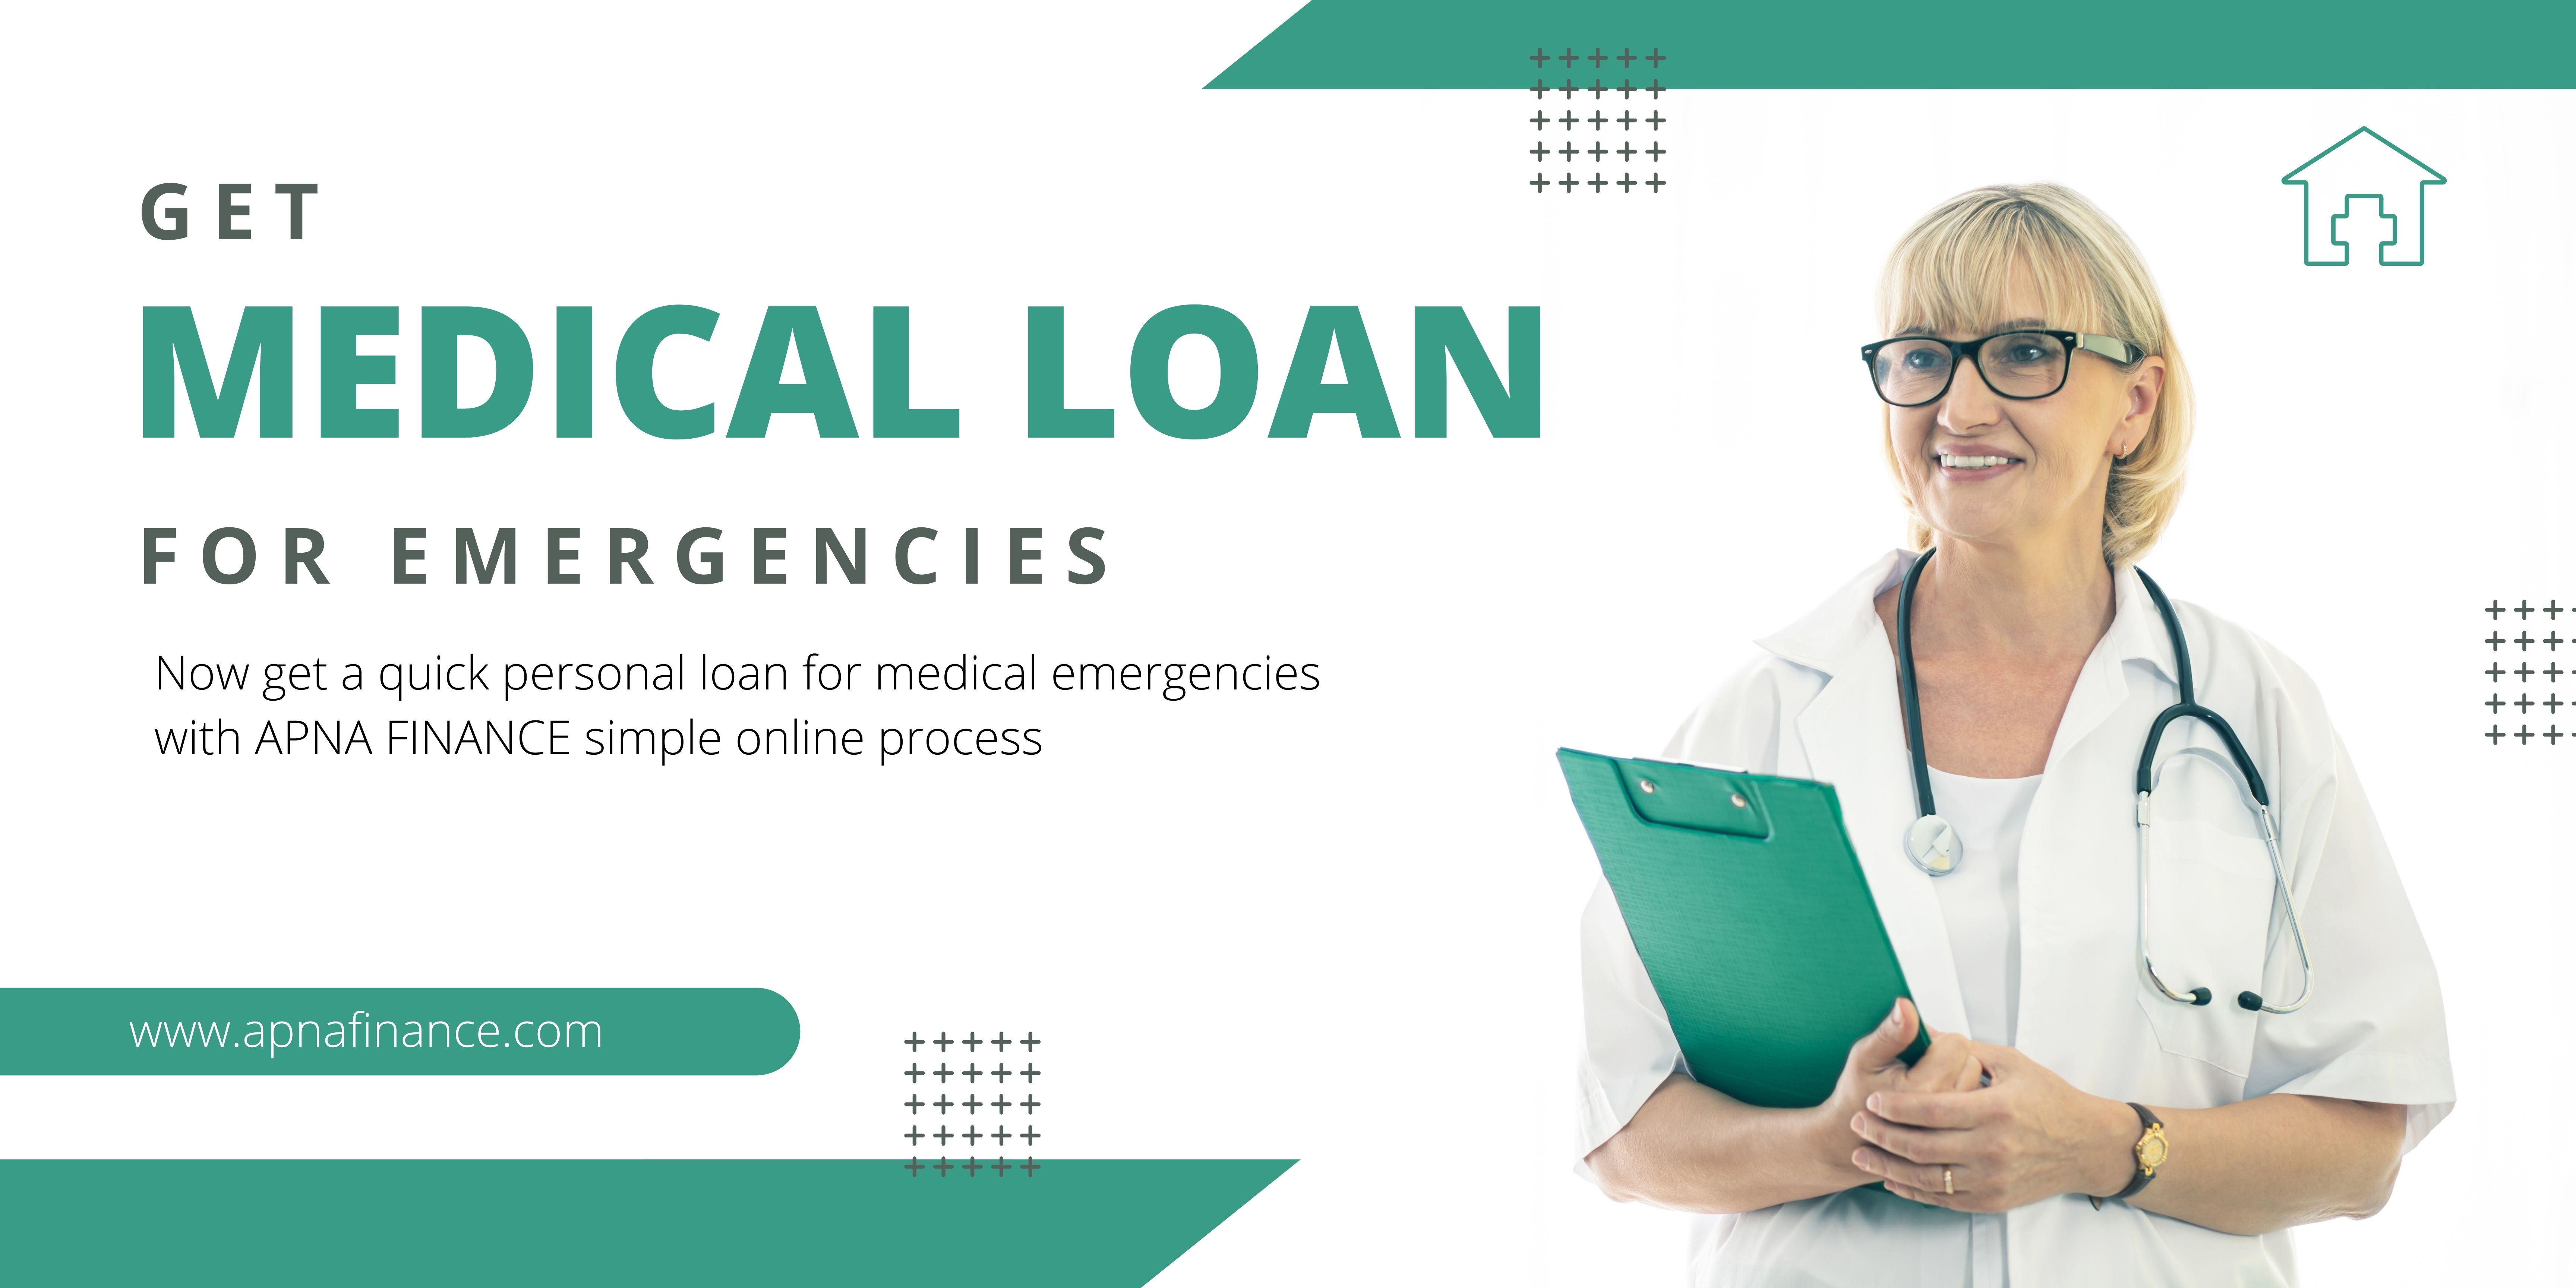 GET
MEDICAL LOAN
FOR EMERGENCIES
Now get a quick personal loan for medical emergencies
with APNA FINANCE simple online process
www.apnafinance.com